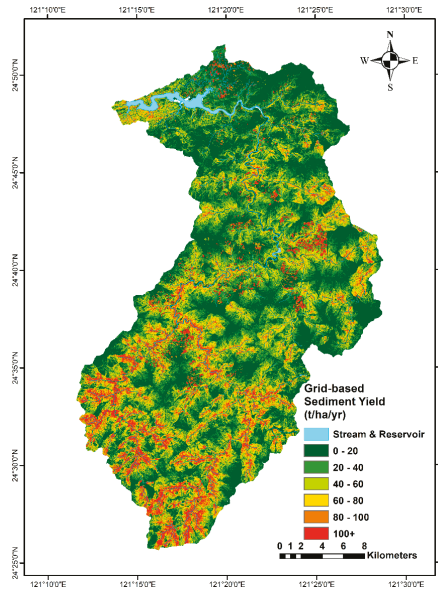 121°10'0"E 121°15'0"E 121°20'0"E 121°25'0"E 121°30'0"E
N
W E
S
24°50'0"N
24°45'0"N
24°40'0"N
24°35'0"N
24°30'0"N
24°25'0"N
Grid-based
Sediment Yield
(t/ha/yr)
Stream & Reservoir
0 - 20
20 - 40
40 - 60
60 - 80
80 - 100
100+
0 1 2 4 6 8
Kilometers
121°10'0"E 121°15'0"E 121°20'0"E 121°25'0"E 121°30'0"E